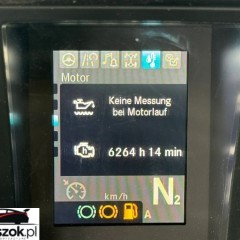 Motor
Keine Messung
bei Motorlauf
h 6264 h 14 min
km/h N2
A
szok.pl